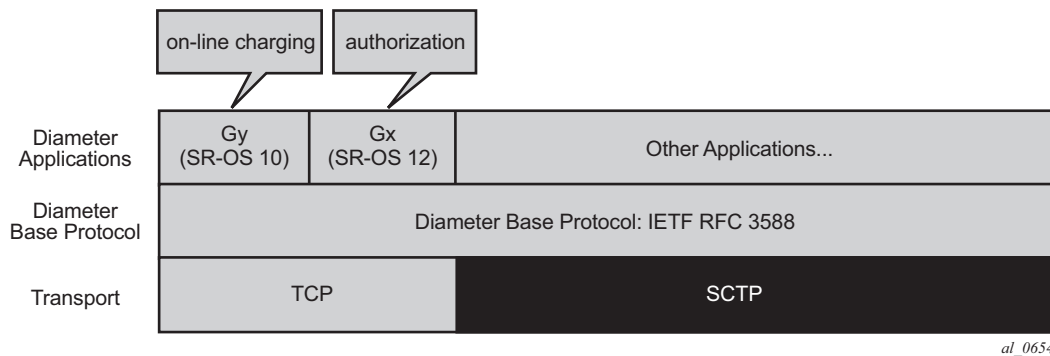 on-line charging
authorization
Diameter
Applications
Gy
(SR-OS 10)
Gx
(SR-OS 12)
Other Applications...
Diameter
Base Protocol
Diameter Base Protocol: IETF RFC 3588
Transport
TCP
SCTP
al_0654